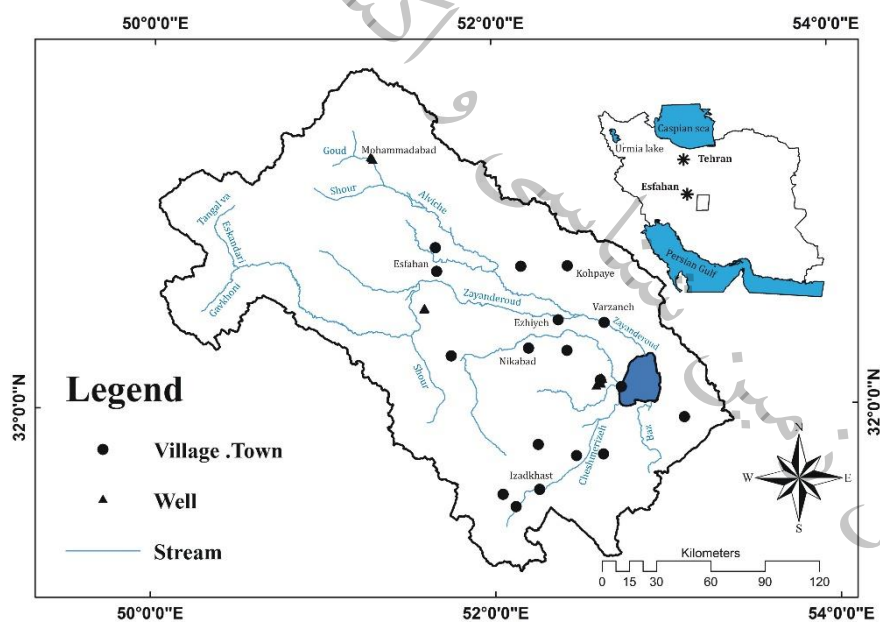 50°0'0"E
52°0'0"E
54°0'0"E
Caspian sea
Urmia lake
Tehran
Esfahan
Persian Gulf
Goud
Mohammadabad
Shour
Alviche
Tangal va
Eskandari
Gavkhoni
Esfahan
Kohpaye
Zayanderoud
Varzaneh
Ezhiyeh
Zayanderoud
Nikabad
Shour
32°0'0"N
32°0'0"N
Legend
Village .Town
Well
Stream
Rax
Cheshmerizeh
Izadkhast
N
W
E
S
Kilometers
0 15 30 60 90 120
50°0'0"E
52°0'0"E
54°0'0"E